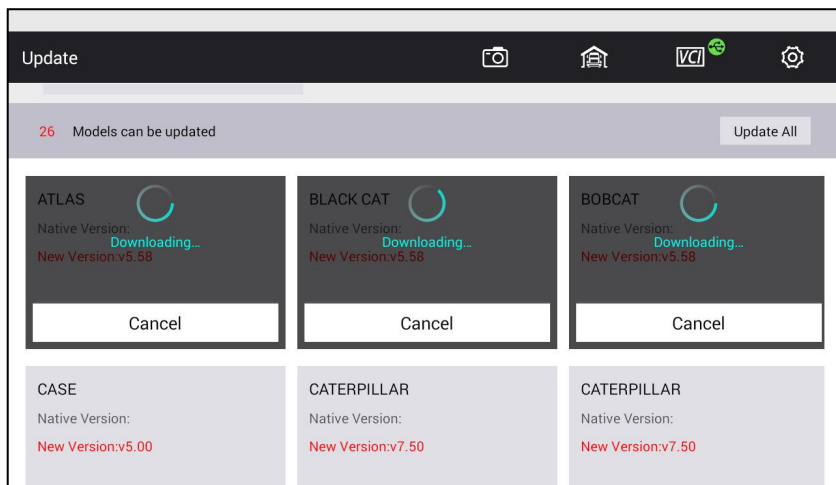 Update
VCI
26 Models can be updated
Update All
ATLAS
Native Version:
Downloading...
New Version:v5.58
Cancel
BLACK CAT
Native Version:
Downloading...
New Version:v5.58
Cancel
BOBCAT
Native Version:
Downloading...
New Version:v5.58
Cancel
CASE
Native Version:
New Version:v5.00
CATERPILLAR
Native Version:
New Version:v7.50
CATERPILLAR
Native Version:
New Version:v7.50